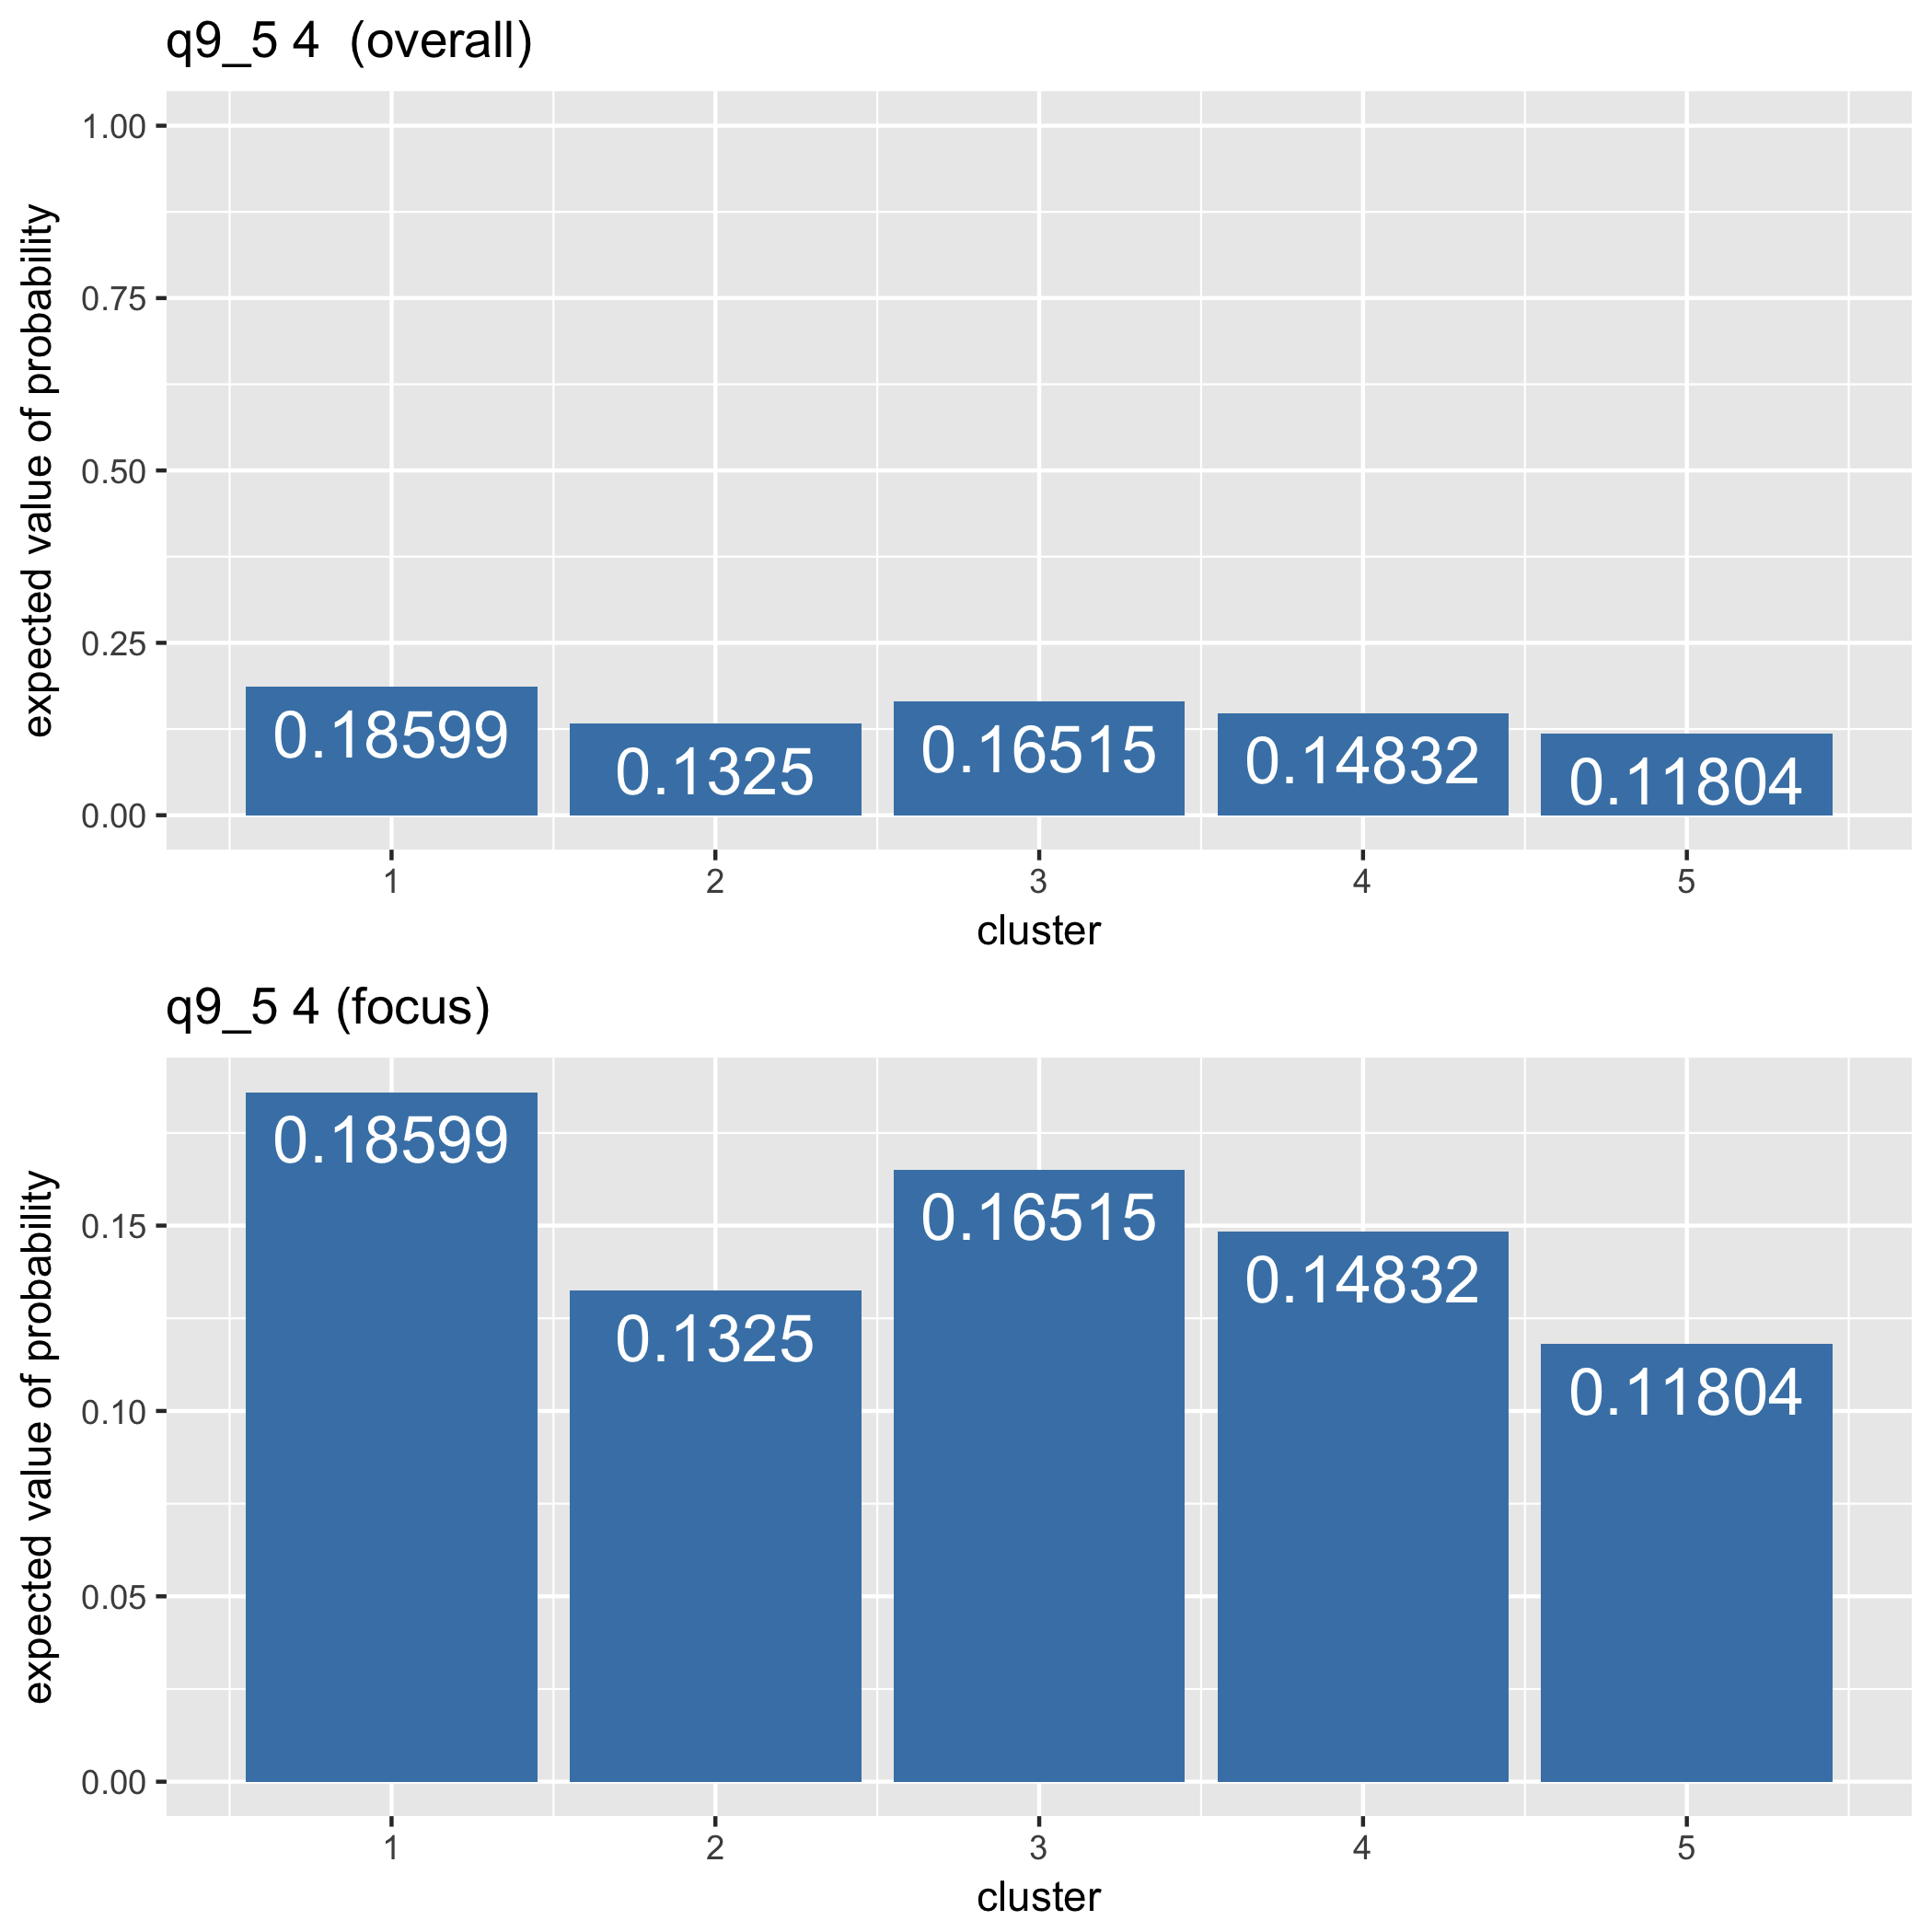 q9_5 4  (overall)
expected value of probability
1.00
0.75
0.50
0.25
0.00
0.18599
0.1325
0.16515
0.14832
0.11804
1 2 3 4 5
cluster
q9_5 4 (focus)
expected value of probability
0.15
0.10
0.05
0.00
0.18599
0.1325
0.16515
0.14832
0.11804
1 2 3 4 5
cluster